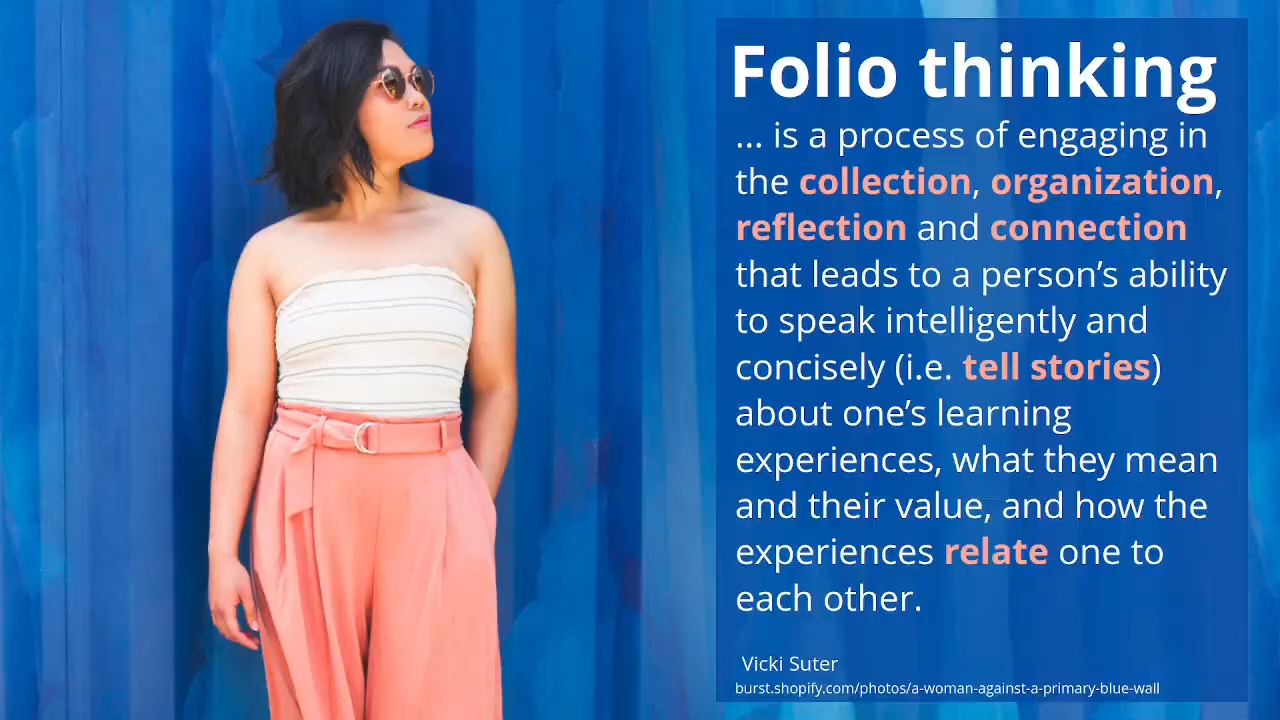 Folio thinking
... is a process of engaging in
the collection, organization,
reflection and connection
that leads to a person’s ability
to speak intelligently and
concisely (i.e. tell stories)
about one’s learning
experiences, what they mean
and their value, and how the
experiences relate one to
each other.
Vicki Suter
burst.shopify.com/photos/a-woman-against-a-primary-blue-wall